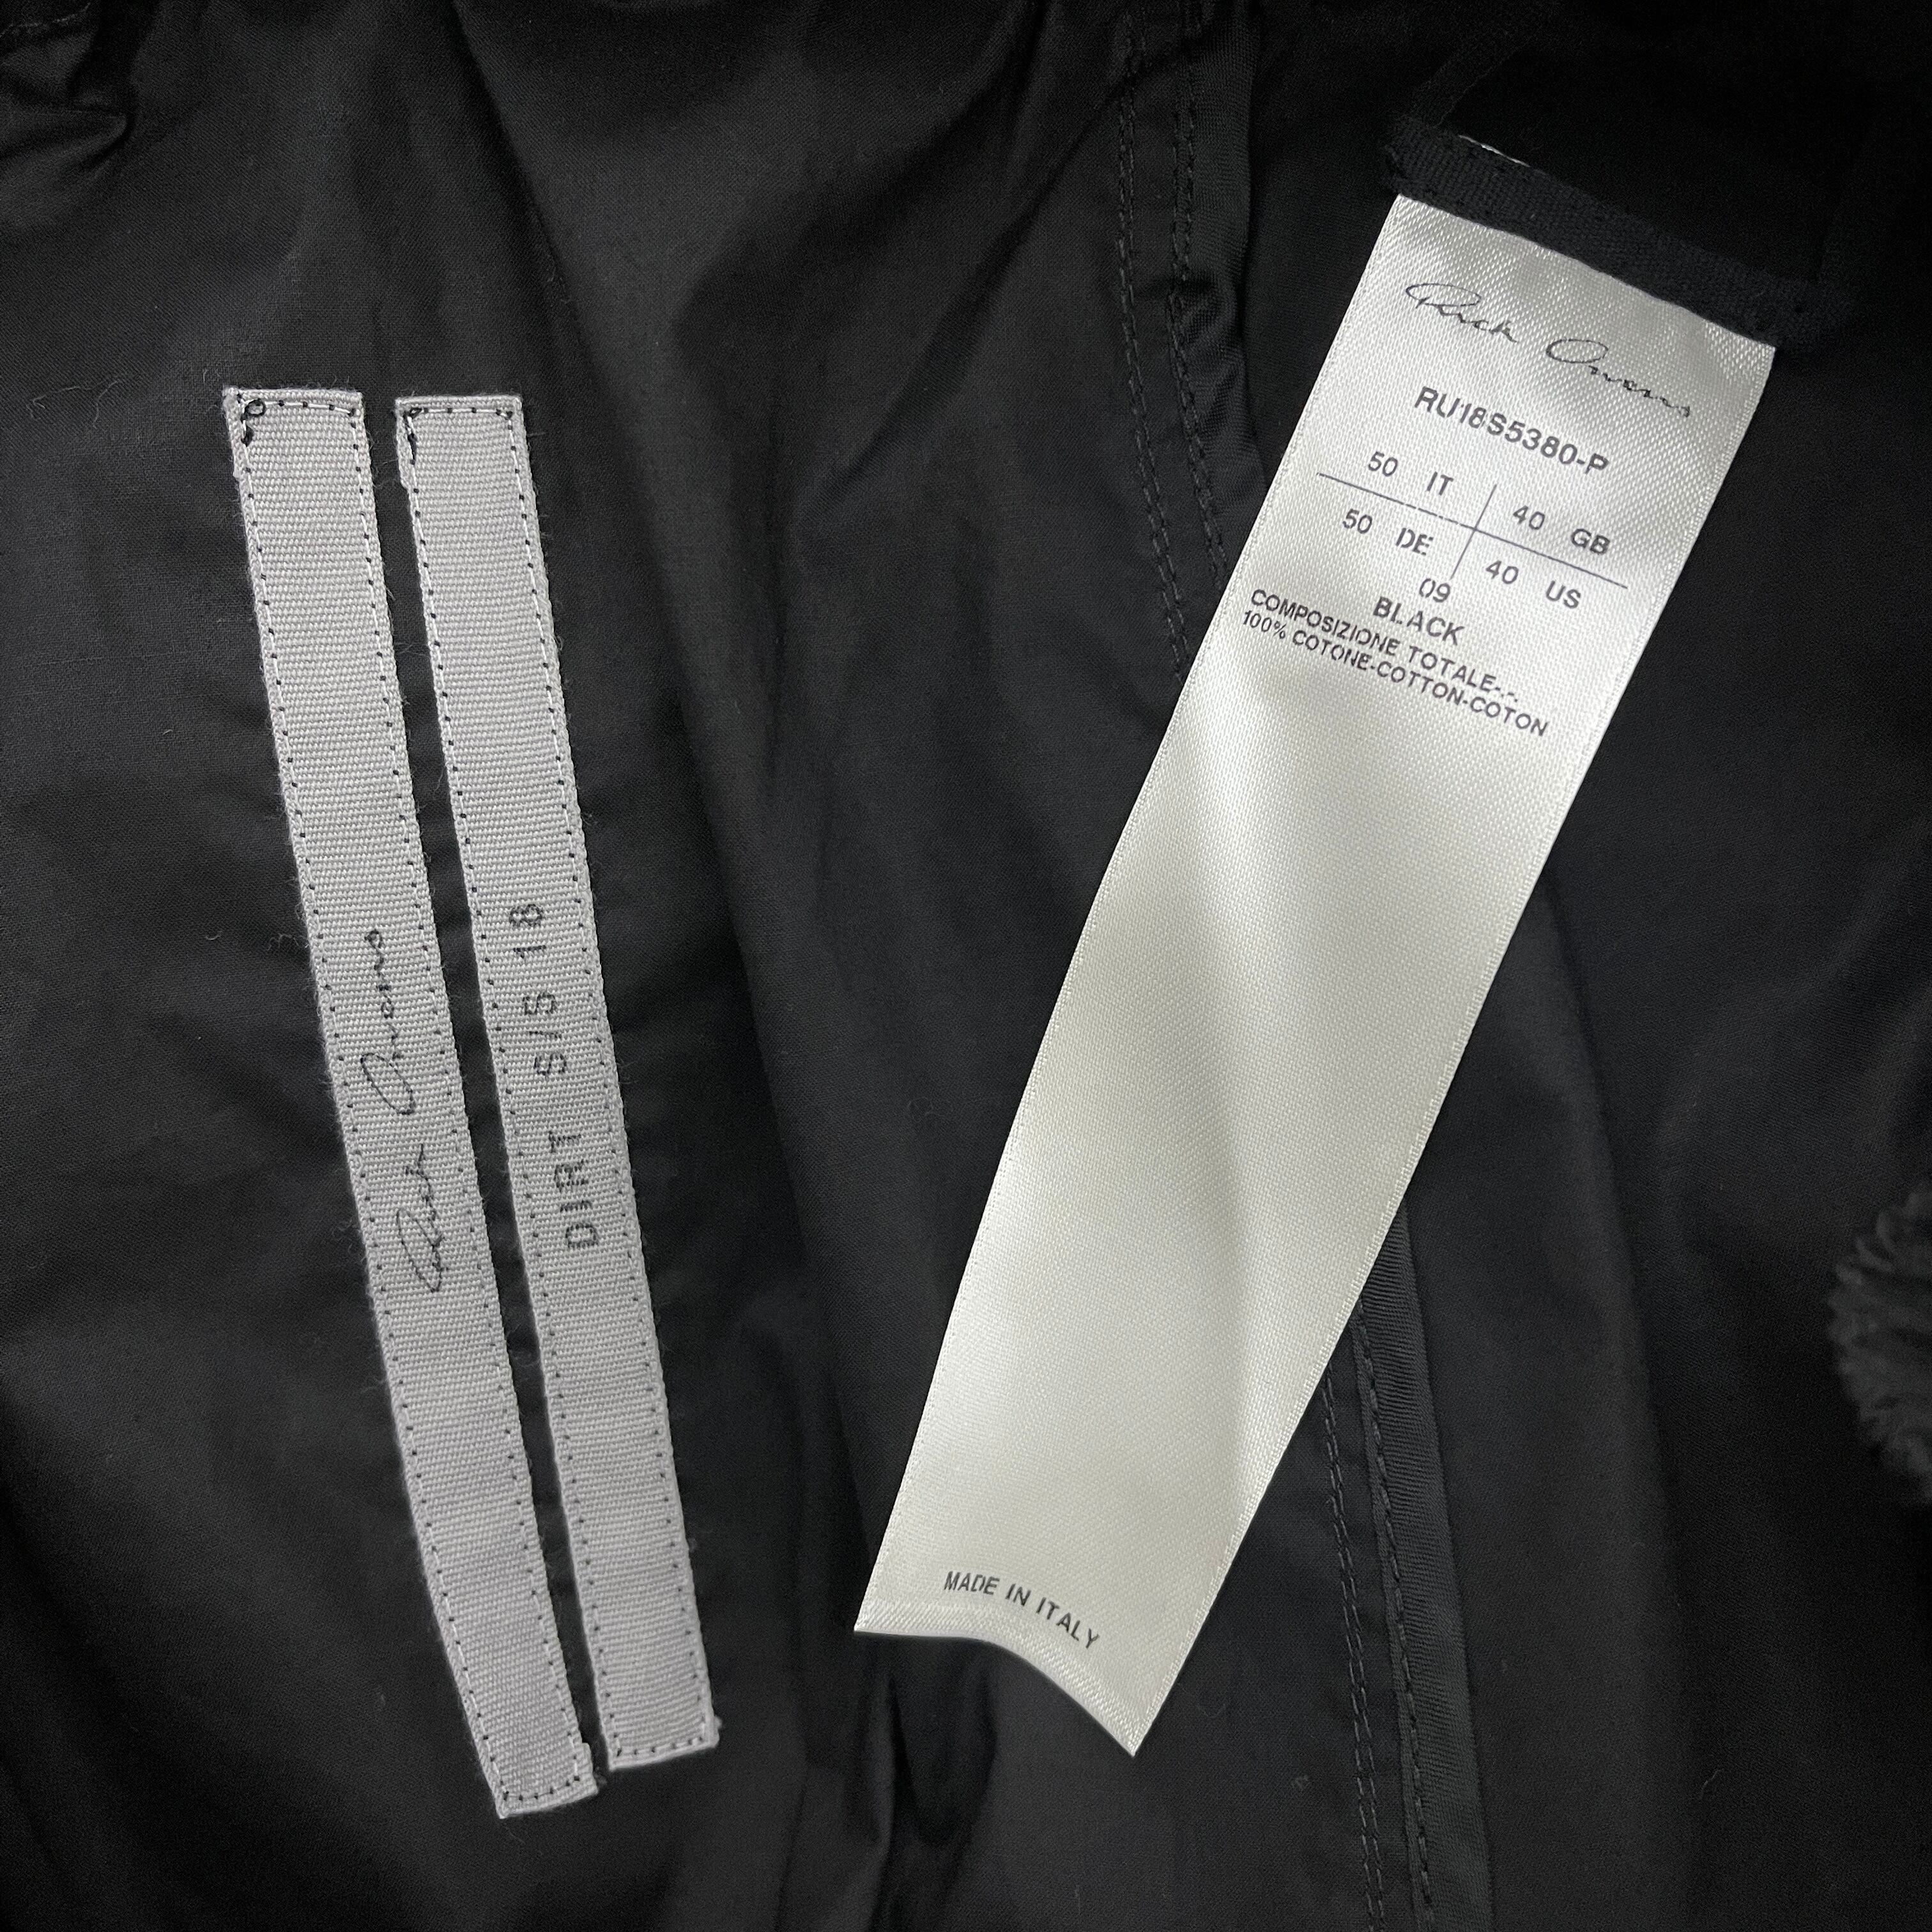 Rick Owens
DIRT S/S 18
Rick Owens
RU18S5380-P
50 IT 40 GB
50 DE 40 US
09
BLACK
COMPOSIZIONE TOTALE-.-.
100% COTONE-COTTON-COTON
MADE IN ITALY